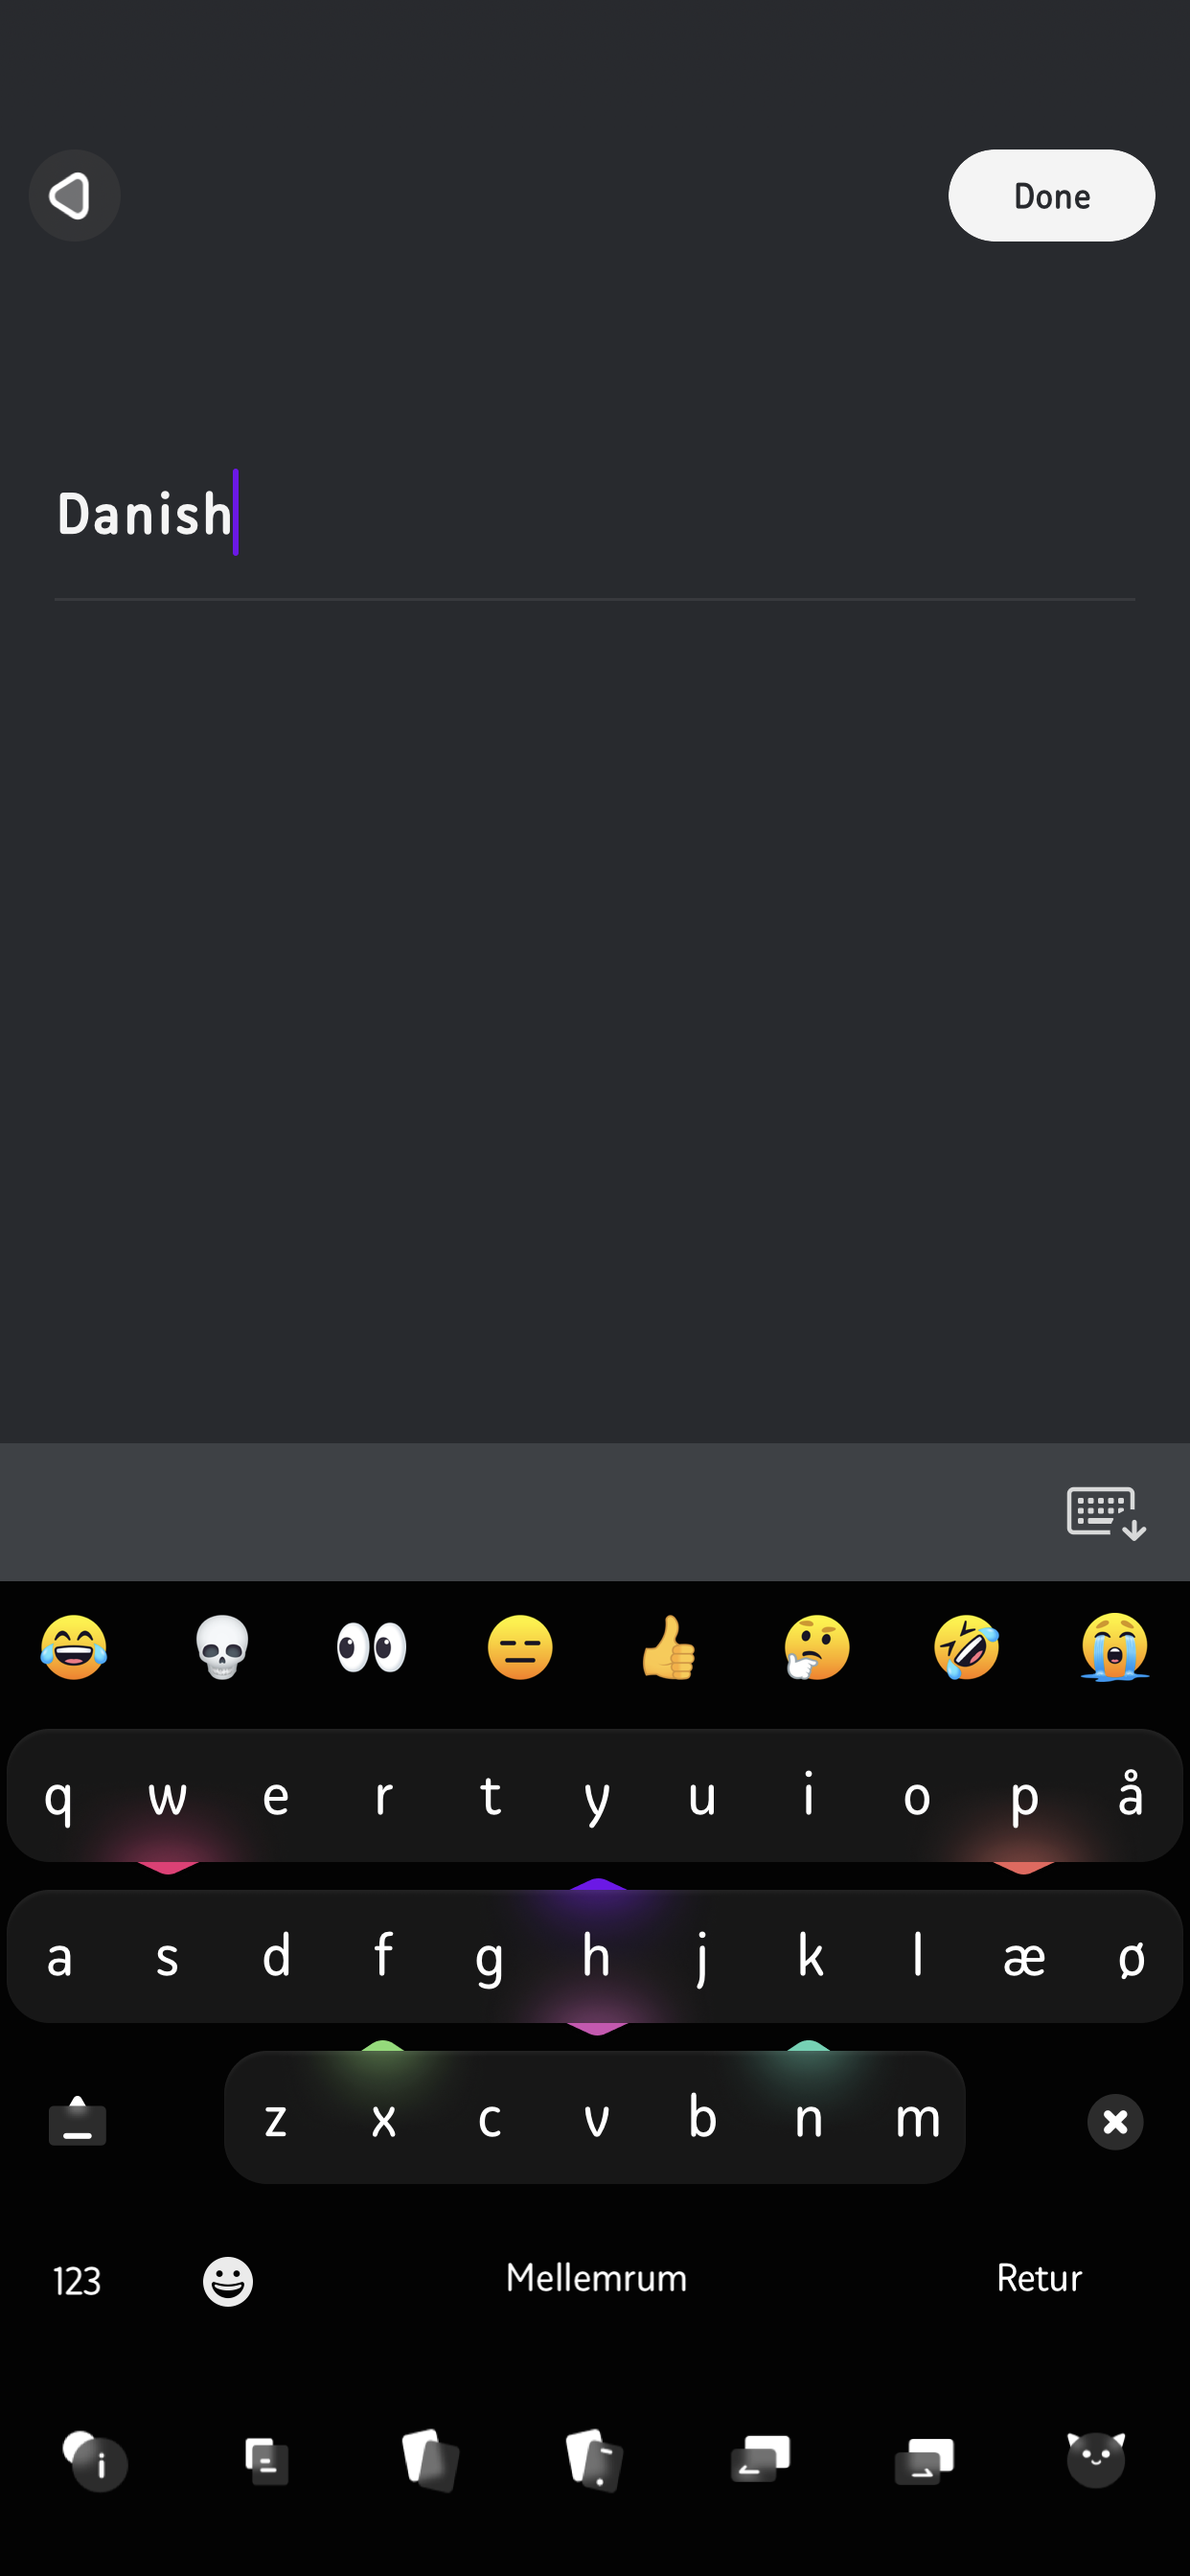 Done
Danish
q w e r t y u i o p å
a s d f g h j k l æ ø
z x c v b n m
123 Mellemrum Retur